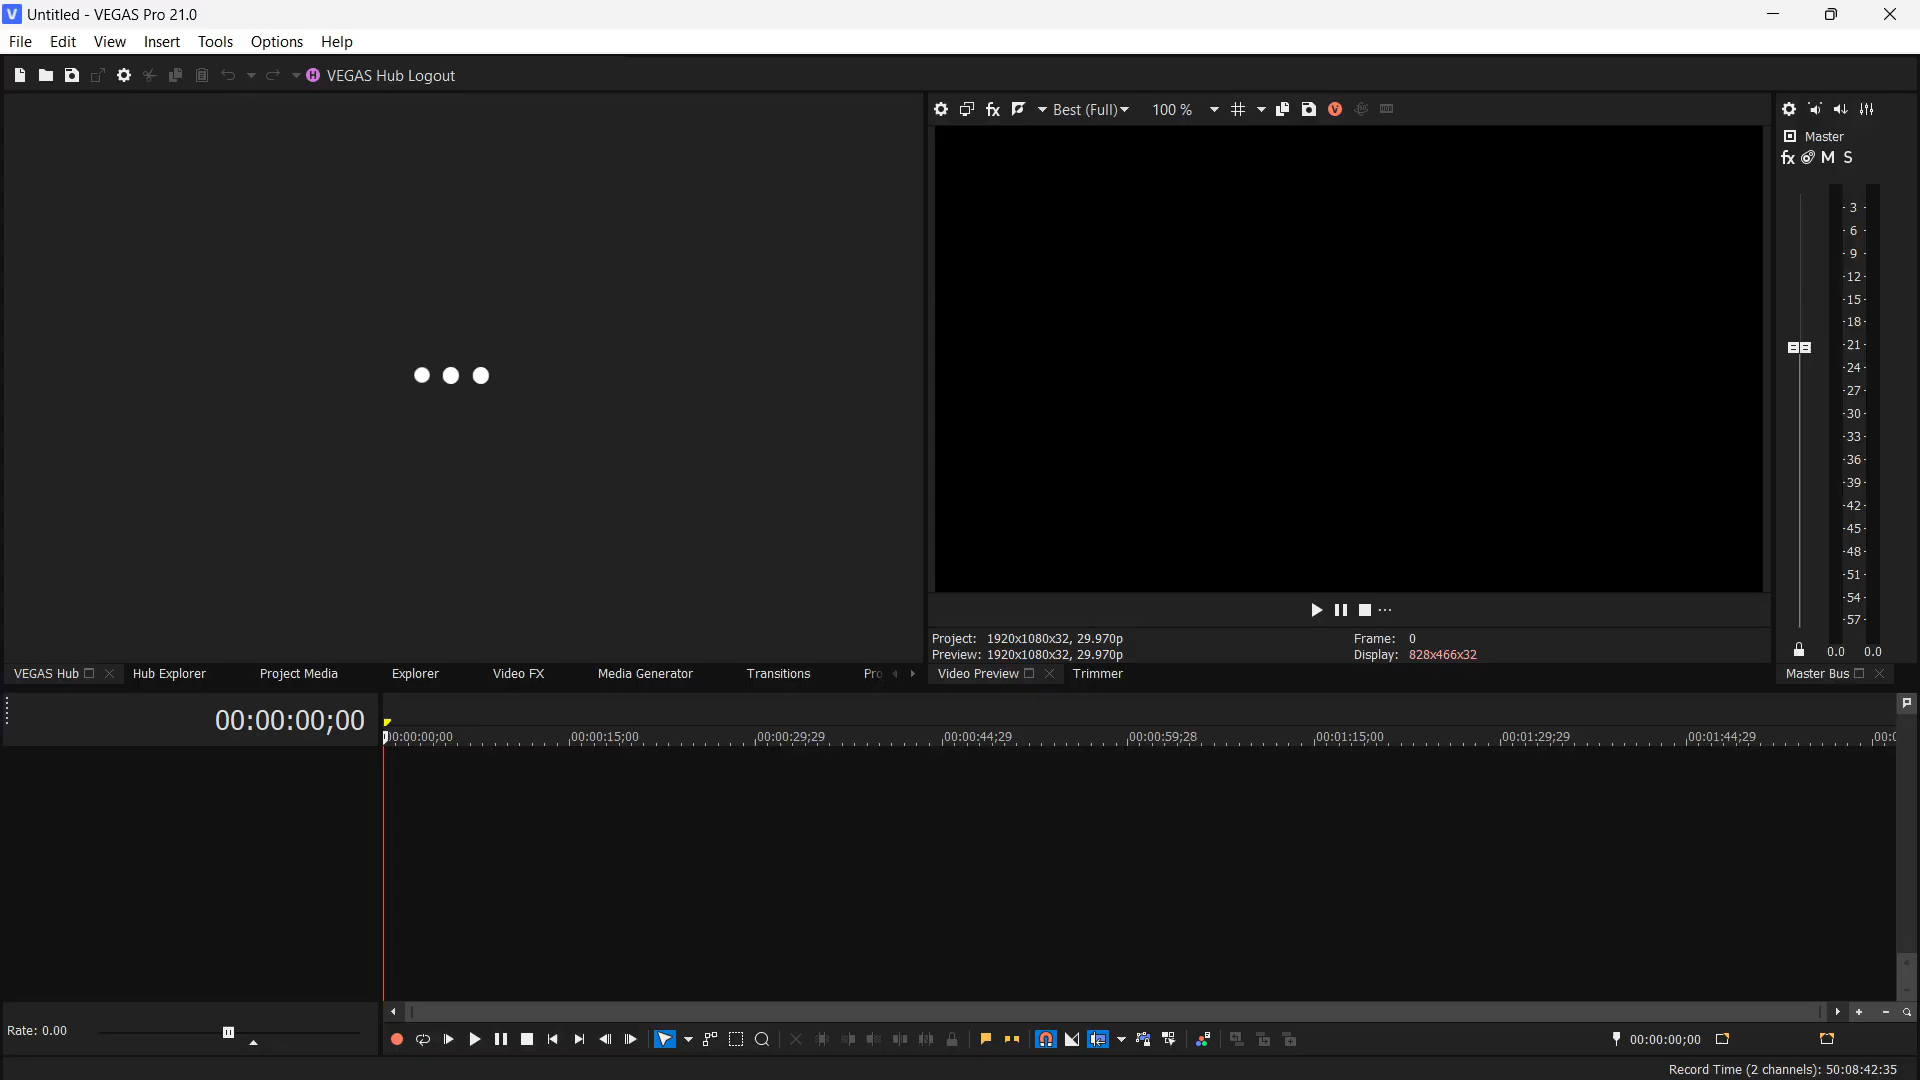 Untitled - VEGAS Pro 21.0
File Edit View Insert Tools Options Help
VEGAS Hub Logout
Best (Full) 100 %
Master
fx M S
- 3 -
- 6 -
- 9 -
-12-
-15-
-18-
-21-
-24-
-27-
-30-
-33-
-36-
-39-
-42-
-45-
-48-
-51-
-54-
-57-
0.0 0.0
Project: 1920x1080x32, 29.970p Frame: 0
Preview: 1920x1080x32, 29.970p Display: 828x466x32
VEGAS Hub Hub Explorer Project Media Explorer Video FX Media Generator Transitions Pro Video Preview Trimmer Master Bus
00:00:00;00
00:00:00;00 00:00:15;00 00:00:29;29 00:00:44;29 00:00:59;28 00:01:15;00 00:01:29;29 00:01:44;29 00:0
Rate: 0.00
00:00:00;00
Record Time (2 channels): 50:08:42:35